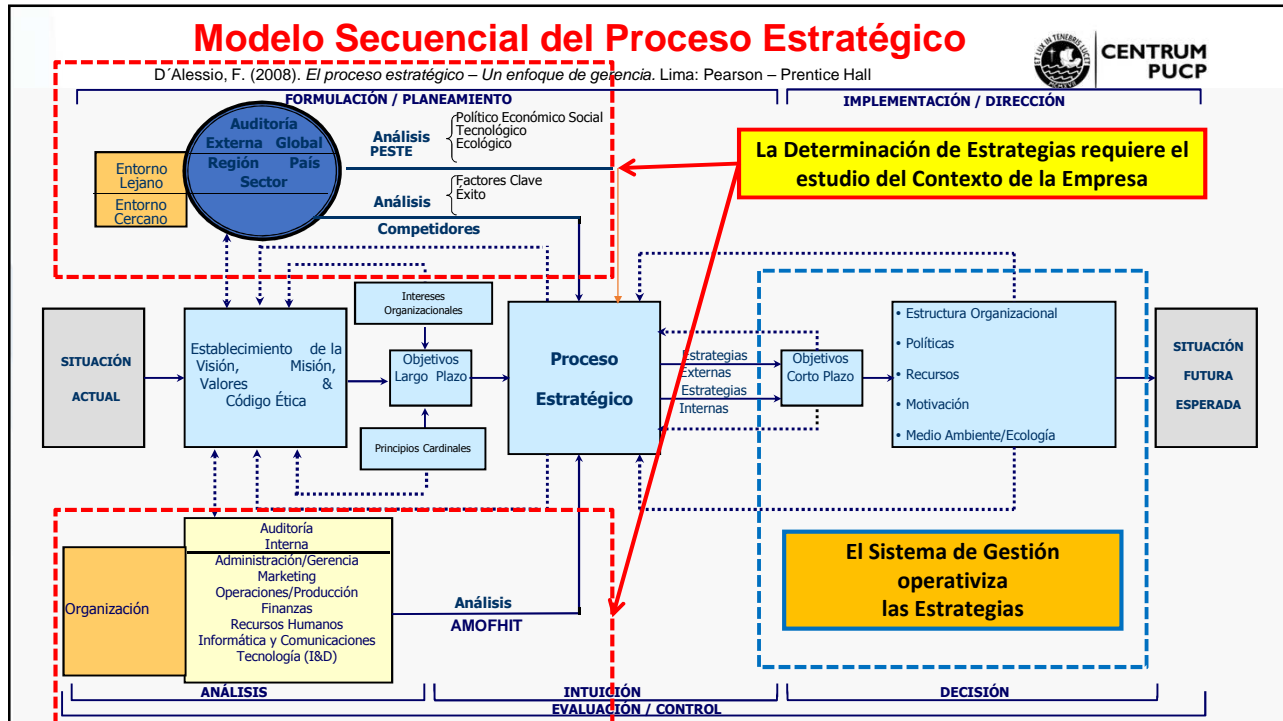 Modelo Secuencial del Proceso Estratégico
D´Alessio, F. (2008). El proceso estratégico – Un enfoque de gerencia. Lima: Pearson – Prentice Hall
CENTRUM
PUCP
FORMULACIÓN / PLANEAMIENTO
IMPLEMENTACIÓN / DIRECCIÓN
Auditoría
Externa Global
Región País
Sector
Entorno
Lejano
Entorno
Cercano
Análisis
PESTE
Político Económico Social
Tecnológico
Ecológico
Análisis
Competidores
Factores Clave
Éxito
La Determinación de Estrategias requiere el
estudio del Contexto de la Empresa
SITUACIÓN
ACTUAL
Establecimiento de la
Visión, Misión,
Valores &
Código Ética
Intereses
Organizacionales
Objetivos
Largo Plazo
Principios Cardinales
Proceso
Estratégico
Estrategias
Externas
Estrategias
Internas
Objetivos
Corto Plazo
• Estructura Organizacional
• Políticas
• Recursos
• Motivación
• Medio Ambiente/Ecología
SITUACIÓN
FUTURA
ESPERADA
Organización
Auditoría
Interna
Administración/Gerencia
Marketing
Operaciones/Producción
Finanzas
Recursos Humanos
Informática y Comunicaciones
Tecnología (I&D)
Análisis
AMOFHIT
El Sistema de Gestión
operativiza
las Estrategias
ANÁLISIS
INTUICIÓN
DECISIÓN
EVALUACIÓN / CONTROL